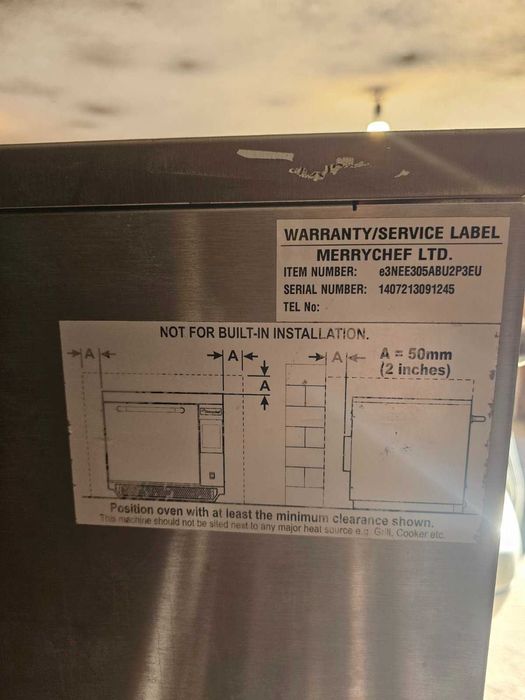 WARRANTY/SERVICE LABEL
MERRYCHEF LTD.
ITEM NUMBER: e3NEE305ABU2P3EU
SERIAL NUMBER: 1407213091245
TEL No:
NOT FOR BUILT-IN INSTALLATION.
A
A
A
A
A = 50mm
(2 inches)
Position oven with at least the minimum clearance shown.
This machine should not be sited next to any major heat source e.g. Grill, Cooker etc.